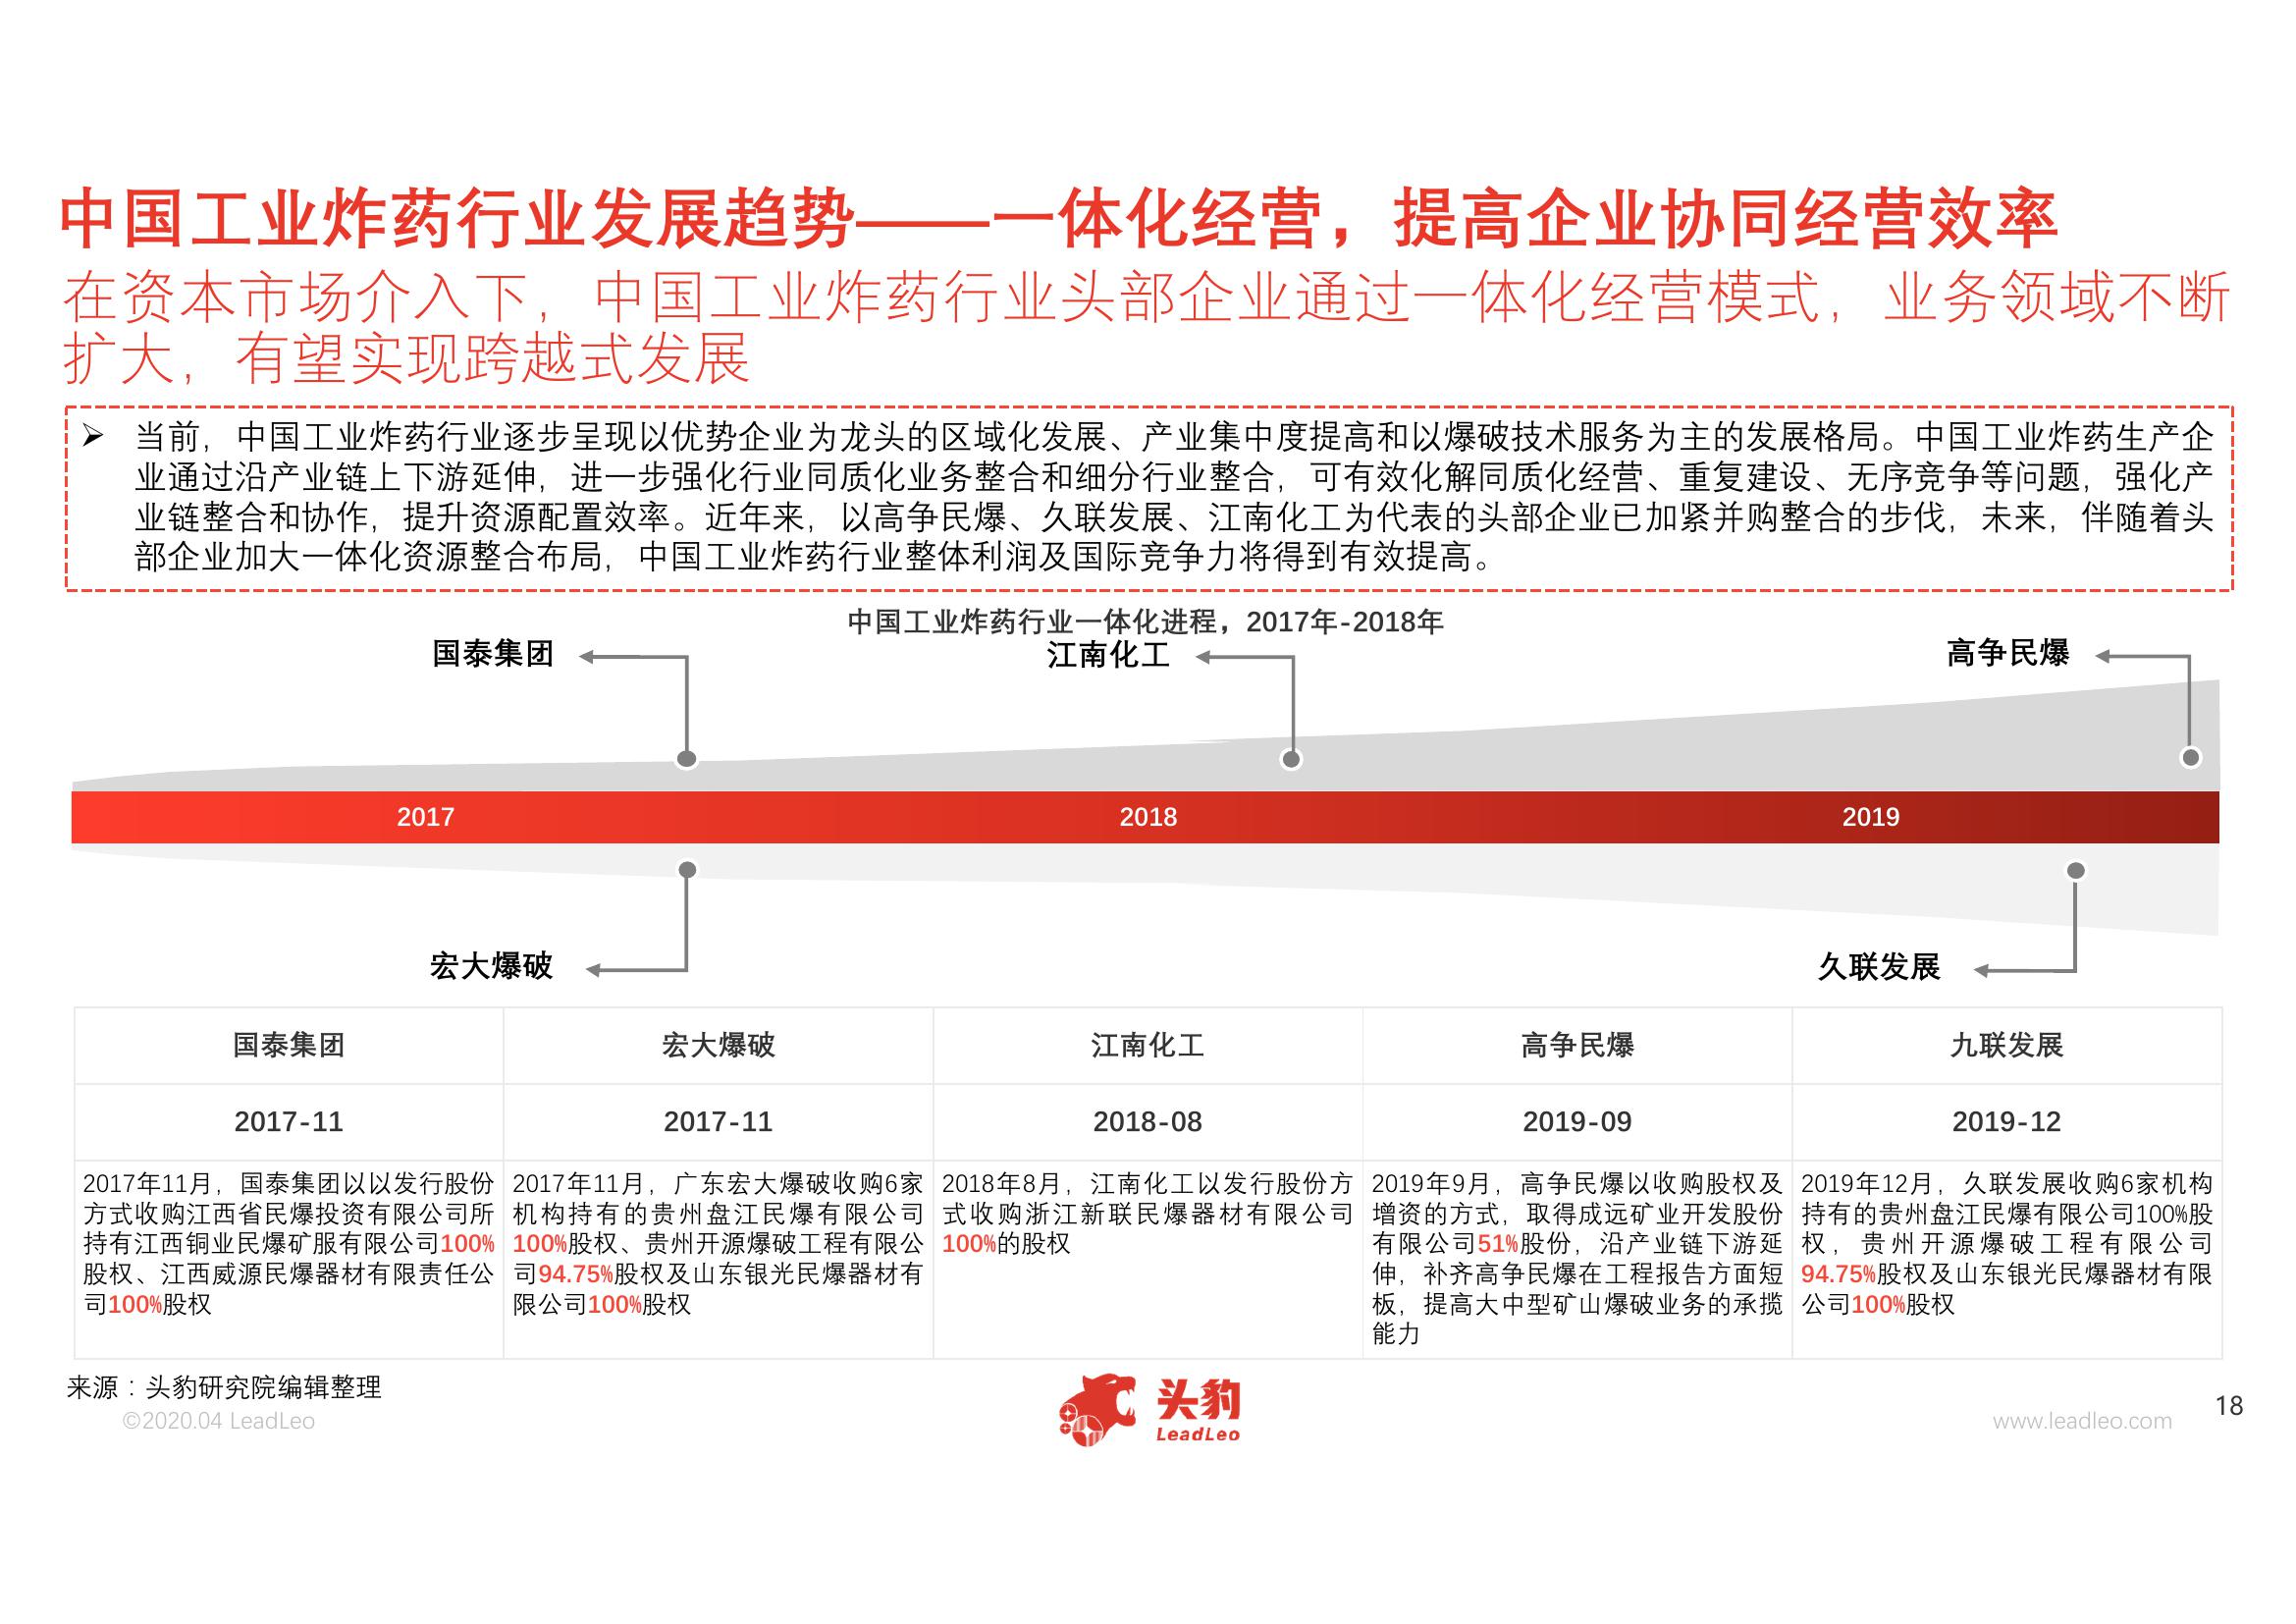 中国工业炸药行业发展趋势——一体化经营，提高企业协同经营效率
在资本市场介入下，中国工业炸药行业头部企业通过一体化经营模式，业务领域不断
扩大，有望实现跨越式发展
➢ 当前，中国工业炸药行业逐步呈现以优势企业为龙头的区域化发展、产业集中度提高和以爆破技术服务为主的发展格局。中国工业炸药生产企
业通过沿产业链上下游延伸，进一步强化行业同质化业务整合和细分行业整合，可有效化解同质化经营、重复建设、无序竞争等问题，强化产
业链整合和协作，提升资源配置效率。近年来，以高争民爆、久联发展、江南化工为代表的头部企业已加紧并购整合的步伐，未来，伴随着头
部企业加大一体化资源整合布局，中国工业炸药行业整体利润及国际竞争力将得到有效提高。
中国工业炸药行业一体化进程，2017年-2018年
国泰集团
江南化工
高争民爆
2017
2018
2019
宏大爆破
久联发展
国泰集团
宏大爆破
江南化工
高争民爆
九联发展
2017-11
2017-11
2018-08
2019-09
2019-12
2017年11月，国泰集团以以发行股份
方式收购江西省民爆投资有限公司所
持有江西铜业民爆矿服有限公司100%
股权、江西威源民爆器材有限责任公
司100%股权
2017年11月，广东宏大爆破收购6家
机构持有的贵州盘江民爆有限公司
100%股权、贵州开源爆破工程有限公
司94.75%股权及山东银光民爆器材有
限公司100%股权
2018年8月，江南化工以发行股份方
式收购浙江新联民爆器材有限公司
100%的股权
2019年9月，高争民爆以收购股权及
增资的方式，取得成远矿业开发股份
有限公司51%股份，沿产业链下游延
伸，补齐高争民爆在工程报告方面短
板，提高大中型矿山爆破业务的承揽
能力
2019年12月，久联发展收购6家机构
持有的贵州盘江民爆有限公司100%股
权，贵州开源爆破工程有限公司
94.75%股权及山东银光民爆器材有限
公司100%股权
来源：头豹研究院编辑整理
©2020.04 LeadLeo
头豹
LeadLeo
www.leadleo.com
18